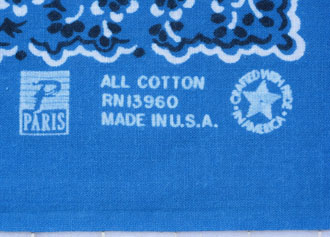 P
PARIS
ALL COTTON
RN13960
MADE IN U.S.A.
CRAFTED WITH PRIDE
IN AMERICA